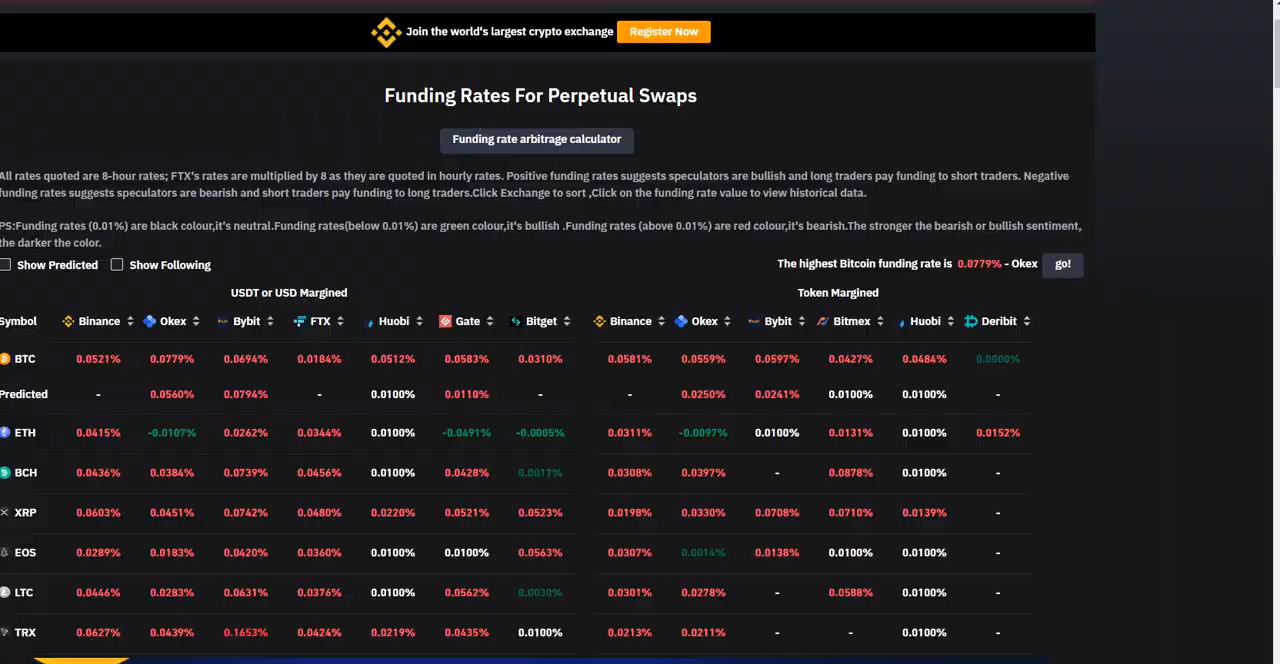 Join the world's largest crypto exchange Register Now
Funding Rates For Perpetual Swaps
Funding rate arbitrage calculator
All rates quoted are 8-hour rates; FTX's rates are multiplied by 8 as they are quoted in hourly rates. Positive funding rates suggests speculators are bullish and long traders pay funding to short traders. Negative
funding rates suggests speculators are bearish and short traders pay funding to long traders.Click Exchange to sort ,Click on the funding rate value to view historical data.
PS:Funding rates (0.01%) are black colour,it's neutral.Funding rates(below 0.01%) are green colour,it's bullish .Funding rates (above 0.01%) are red colour,it's bearish.The stronger the bearish or bullish sentiment,
the darker the color.
Show Predicted Show Following The highest Bitcoin funding rate is 0.0779% - Okex go!
USDT or USD Margined Token Margined
Symbol Binance Okex Bybit FTX Huobi Gate Bitget Binance Okex Bybit Bitmex Huobi Deribit
BTC 0.0521% 0.0779% 0.0694% 0.0184% 0.0512% 0.0583% 0.0310% 0.0581% 0.0559% 0.0597% 0.0427% 0.0484% 0.0000%
Predicted - 0.0560% 0.0794% - 0.0100% 0.0110% - - 0.0250% 0.0241% 0.0100% 0.0100% -
ETH 0.0415% -0.0107% 0.0262% 0.0344% 0.0100% -0.0491% -0.0005% 0.0311% -0.0097% 0.0100% 0.0131% 0.0100% 0.0152%
BCH 0.0436% 0.0384% 0.0739% 0.0456% 0.0100% 0.0428% 0.0017% 0.0308% 0.0397% - 0.0878% 0.0100% -
XRP 0.0603% 0.0451% 0.0742% 0.0480% 0.0220% 0.0521% 0.0523% 0.0198% 0.0330% 0.0708% 0.0710% 0.0139% -
EOS 0.0289% 0.0183% 0.0420% 0.0360% 0.0100% 0.0100% 0.0563% 0.0307% 0.0014% 0.0138% 0.0100% 0.0100% -
LTC 0.0446% 0.0283% 0.0631% 0.0376% 0.0100% 0.0562% 0.0030% 0.0301% 0.0278% - 0.0588% 0.0100% -
TRX 0.0627% 0.0439% 0.1653% 0.0424% 0.0219% 0.0435% 0.0100% 0.0213% 0.0211% - - 0.0100% -